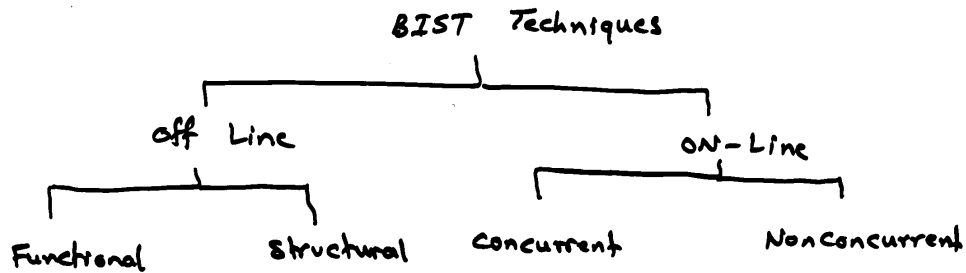 BIST Techniques
Off Line
ON-Line
Functional
Structural
Concurrent
Nonconcurrent